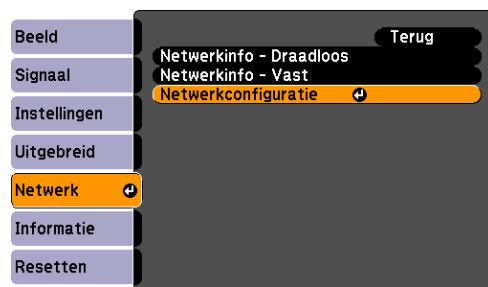 Beeld
Signaal
Instellingen
Uitgebreid
Netwerk
Informatie
Resetten
Terug
Netwerkinfo - Draadloos
Netwerkinfo - Vast
Netwerkconfiguratie